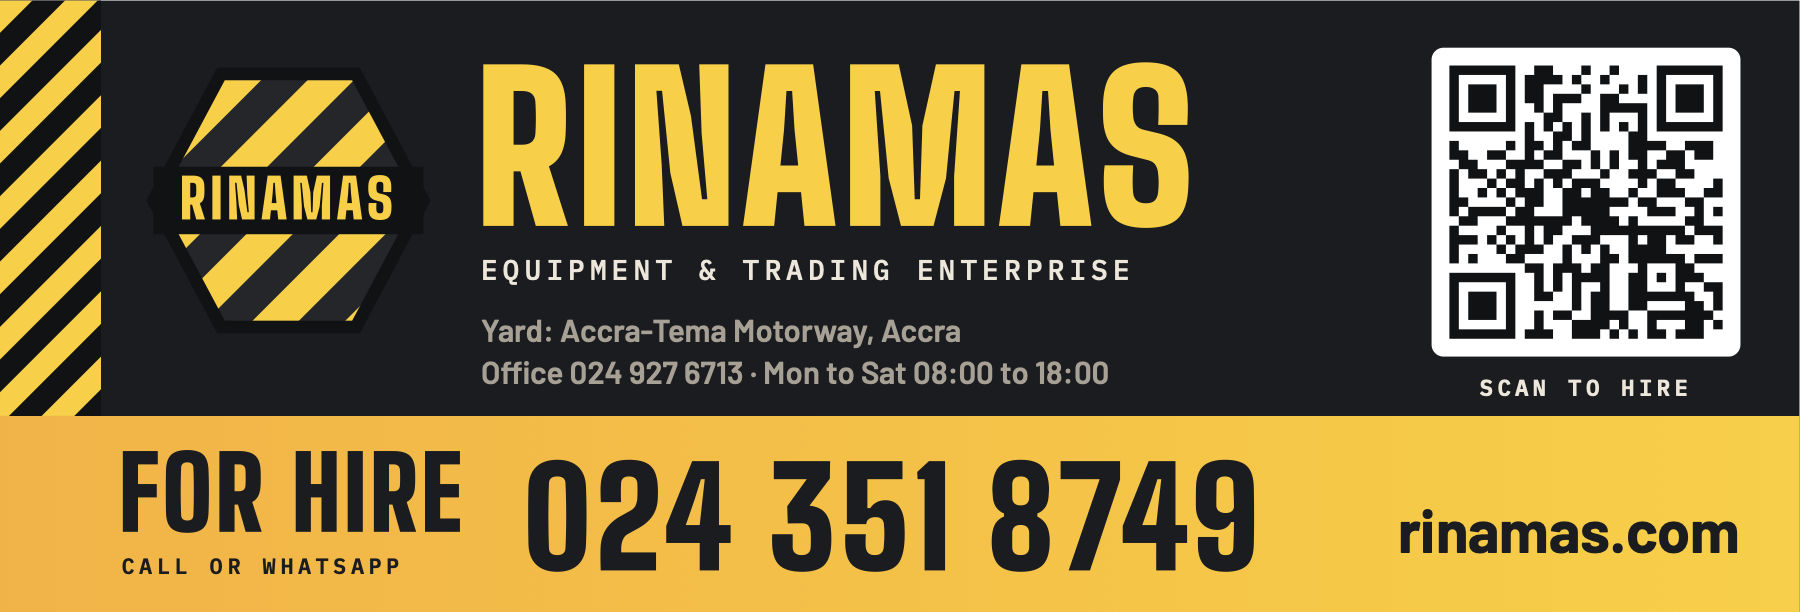 RINAMAS
RINAMAS
EQUIPMENT & TRADING ENTERPRISE
Yard: Accra-Tema Motorway, Accra
Office 024 927 6713 · Mon to Sat 08:00 to 18:00
SCAN TO HIRE
FOR HIRE
CALL OR WHATSAPP
024 351 8749
rinamas.com